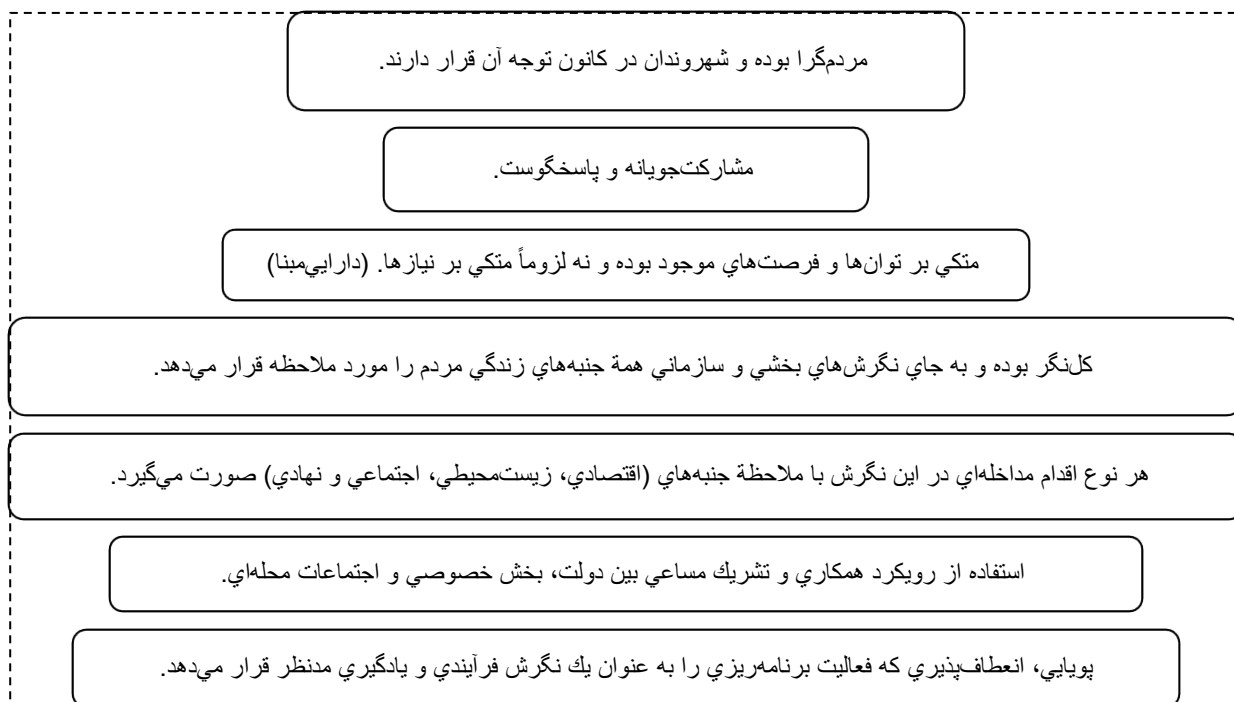 مردم‌گرا بوده و شهروندان در كانون توجه آن قرار دارند.
مشاركت‌جويانه و پاسخگوست.
متكي بر توان‌ها و فرصت‌هاي موجود بوده و نه لزوماً متكي بر نيازها. (دارايي‌مبنا)
كل‌نگر بوده و به جاي نگرش‌هاي بخشي و سازماني همة جنبه‌هاي زندگي مردم را مورد ملاحظه قرار مي‌دهد.
هر نوع اقدام مداخله‌اي در اين نگرش با ملاحظة جنبه‌هاي (اقتصادي، زيست‌محيطي، اجتماعي و نهادي) صورت مي‌گيرد.
استفاده از رويكرد همكاري و تشريك مساعي بين دولت، بخش خصوصي و اجتماعات محله‌اي.
پويايي، انعطاف‌پذيري كه فعاليت برنامه‌ريزي را به عنوان يك نگرش فرآيندي و يادگيري مدنظر قرار مي‌دهد.